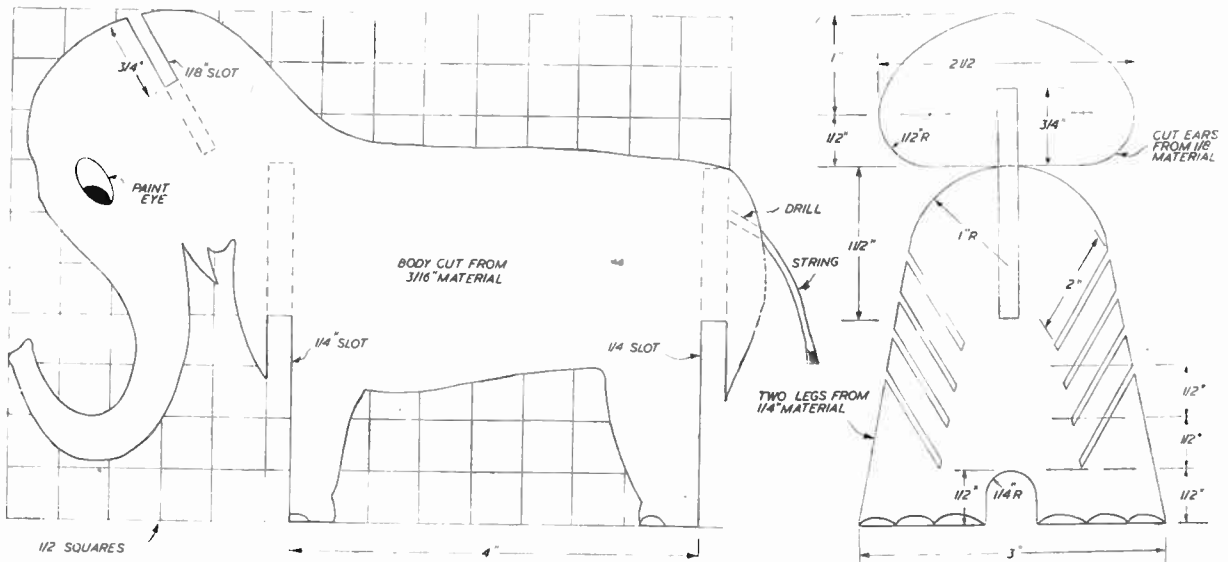 3/4"
1/8" SLOT
PAINT
EYE
BODY CUT FROM
3/16" MATERIAL
DRILL
STRING
1/4" SLOT
1/4 SLOT
1/2 SQUARES
4"
1"
2 1/2
1/2"
1/2"R
3/4"
CUT EARS
FROM 1/8
MATERIAL
1 1/2"
1"R
2"
TWO LEGS FROM
1/4" MATERIAL
1/2"
1/2"
1/2"
1/4"R
1/2"
3"